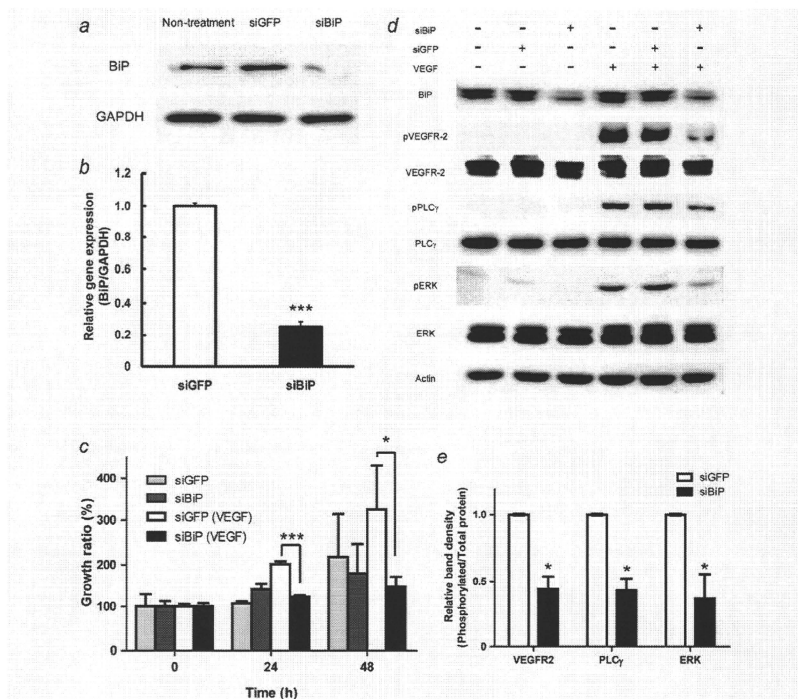 a
Non-treatment siGFP siBiP
BiP
GAPDH
b
Relative gene expression
(BiP/GAPDH)
1.2
1.0
0.8
0.6
0.4
0.2
0
***
siGFP siBiP
c
Growth ratio (%)
400
300
200
100
0
siGFP
siBiP
siGFP (VEGF)
siBiP (VEGF)
***
*
0 24 48
Time (h)
d
siBiP - - + - - +
siGFP - + - - + -
VEGF - - - + + +
BiP
pVEGFR-2
VEGFR-2
pPLCγ
PLCγ
pERK
ERK
Actin
e
siGFP
siBiP
Relative band density
(Phosphorylated/Total protein)
1.0
0.5
0
* * *
VEGFR2 PLCγ ERK